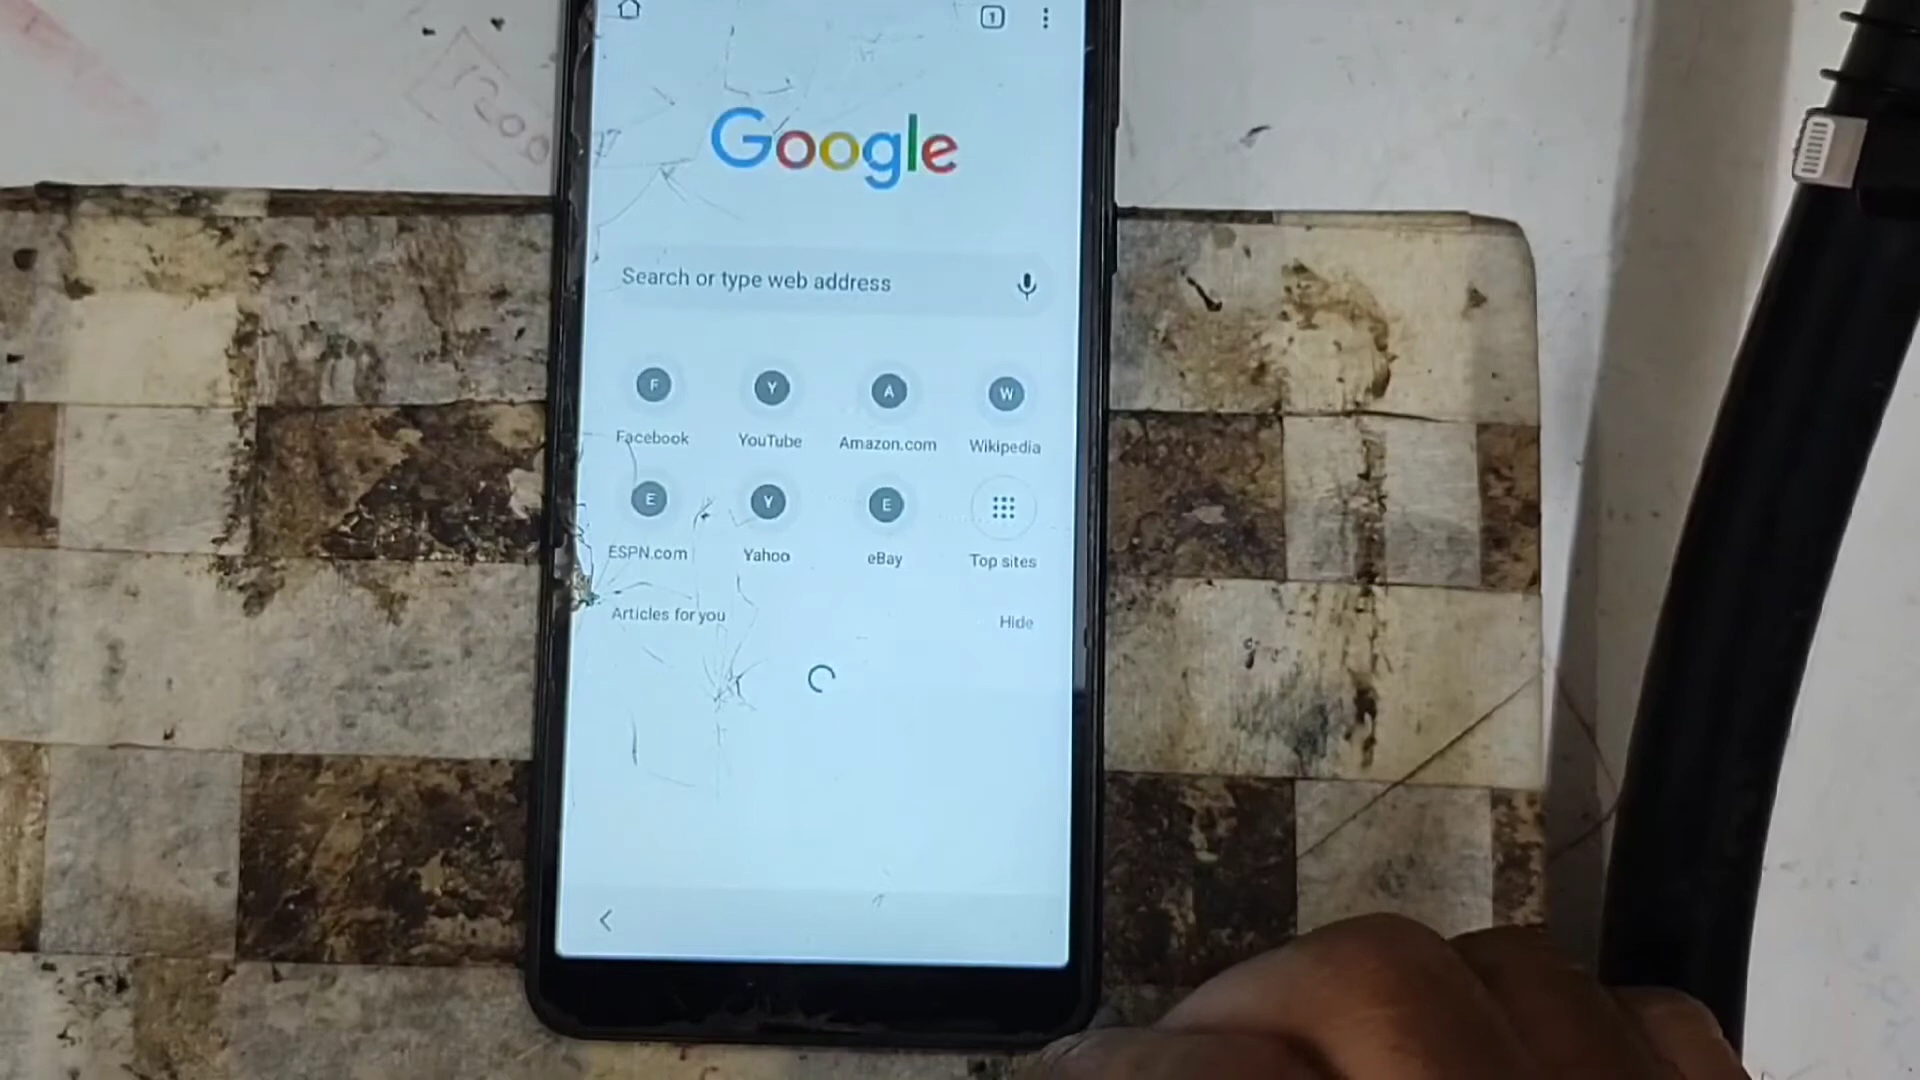 1
Google
Search or type web address
F Y A W
Facebook YouTube Amazon.com Wikipedia
E Y E
ESPN.com Yahoo eBay Top sites
Articles for you Hide